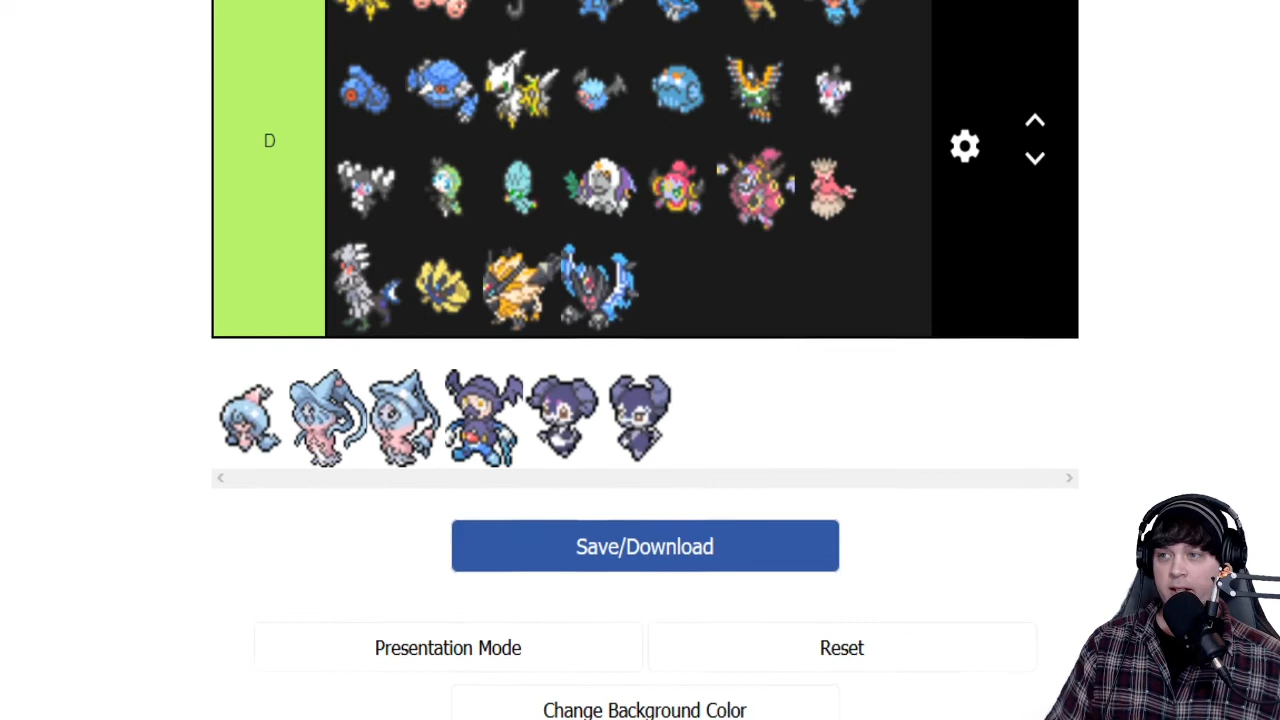 D
Save/Download
Presentation Mode
Reset
Change Background Color